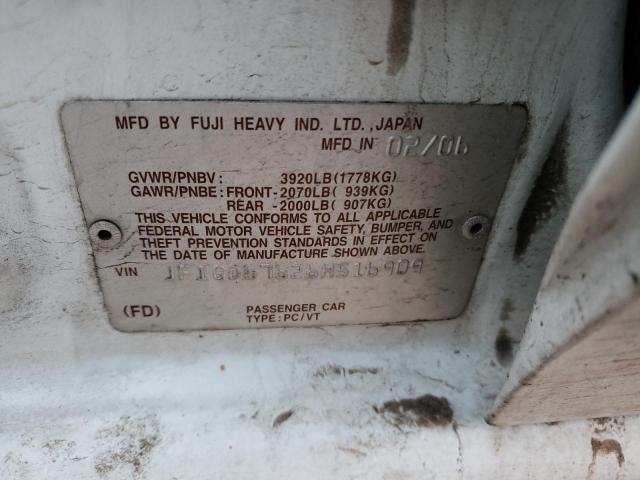 MFD BY FUJI HEAVY IND. LTD.,JAPAN
MFD IN 02/06
GVWR/PNBV: 3920LB(1778KG)
GAWR/PNBE: FRONT-2070LB( 939KG)
REAR -2000LB( 907KG)
THIS VEHICLE CONFORMS TO ALL APPLICABLE
FEDERAL MOTOR VEHICLE SAFETY, BUMPER, AND
THEFT PREVENTION STANDARDS IN EFFECT ON
THE DATE OF MANUFACTURE SHOWN ABOVE.
VIN
(FD)
PASSENGER CAR
TYPE: PC/VT